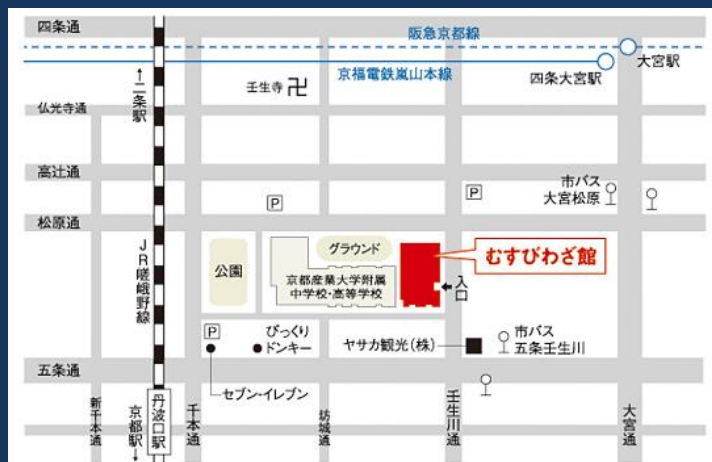 四条通
阪急京都線
大宮駅
京福電鉄嵐山本線
四条大宮駅
↑二条駅
壬生寺
仏光寺通
高辻通
市バス
大宮松原
P
P
松原通
JR嵯峨野線
公園
グラウンド
京都産業大学附属
中学校・高等学校
むすびわざ館
入口
P
びっくり
ドンキー
ヤサカ観光(株)
市バス
五条壬生川
五条通
セブン-イレブン
新千本通
京都駅↓
丹波口駅
千本通
坊城通
壬生川通
大宮通